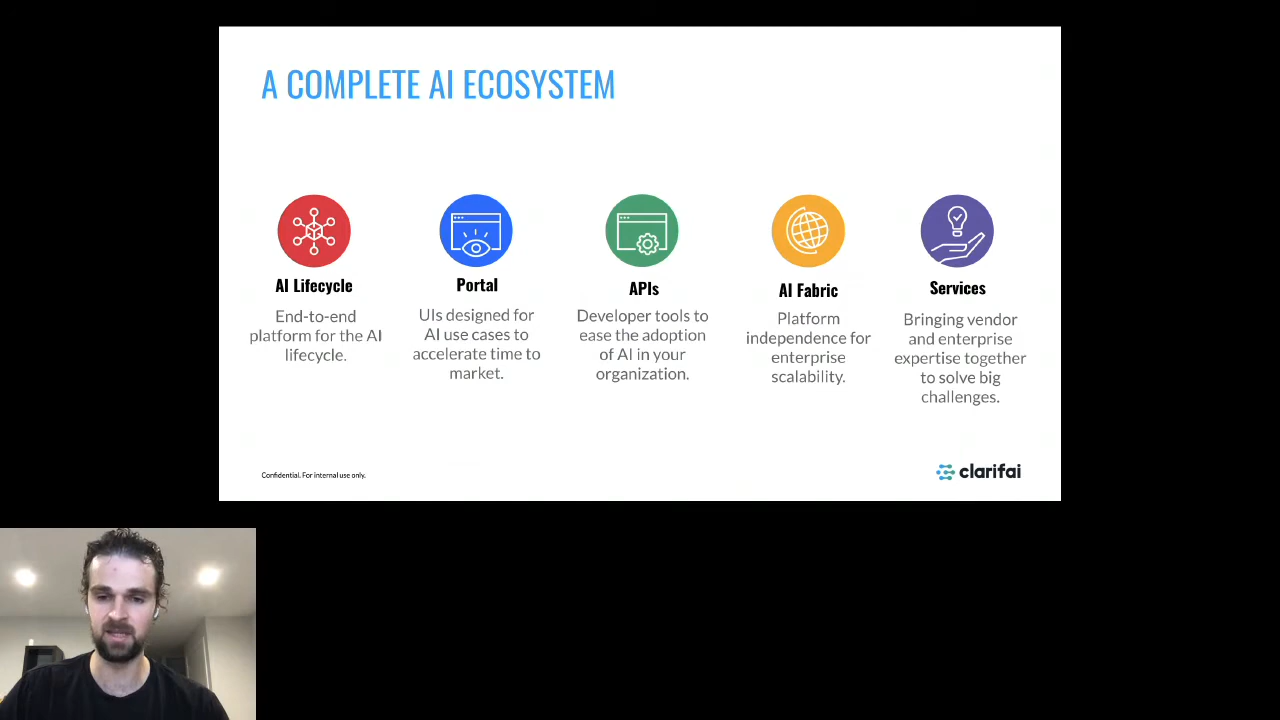 A COMPLETE AI ECOSYSTEM
AI Lifecycle
End-to-end
platform for the AI
lifecycle.
Portal
UIs designed for
AI use cases to
accelerate time to
market.
APIs
Developer tools to
ease the adoption
of AI in your
organization.
AI Fabric
Platform
independence for
enterprise
scalability.
Services
Bringing vendor
and enterprise
expertise together
to solve big
challenges.
Confidential. For internal use only.
clarifai